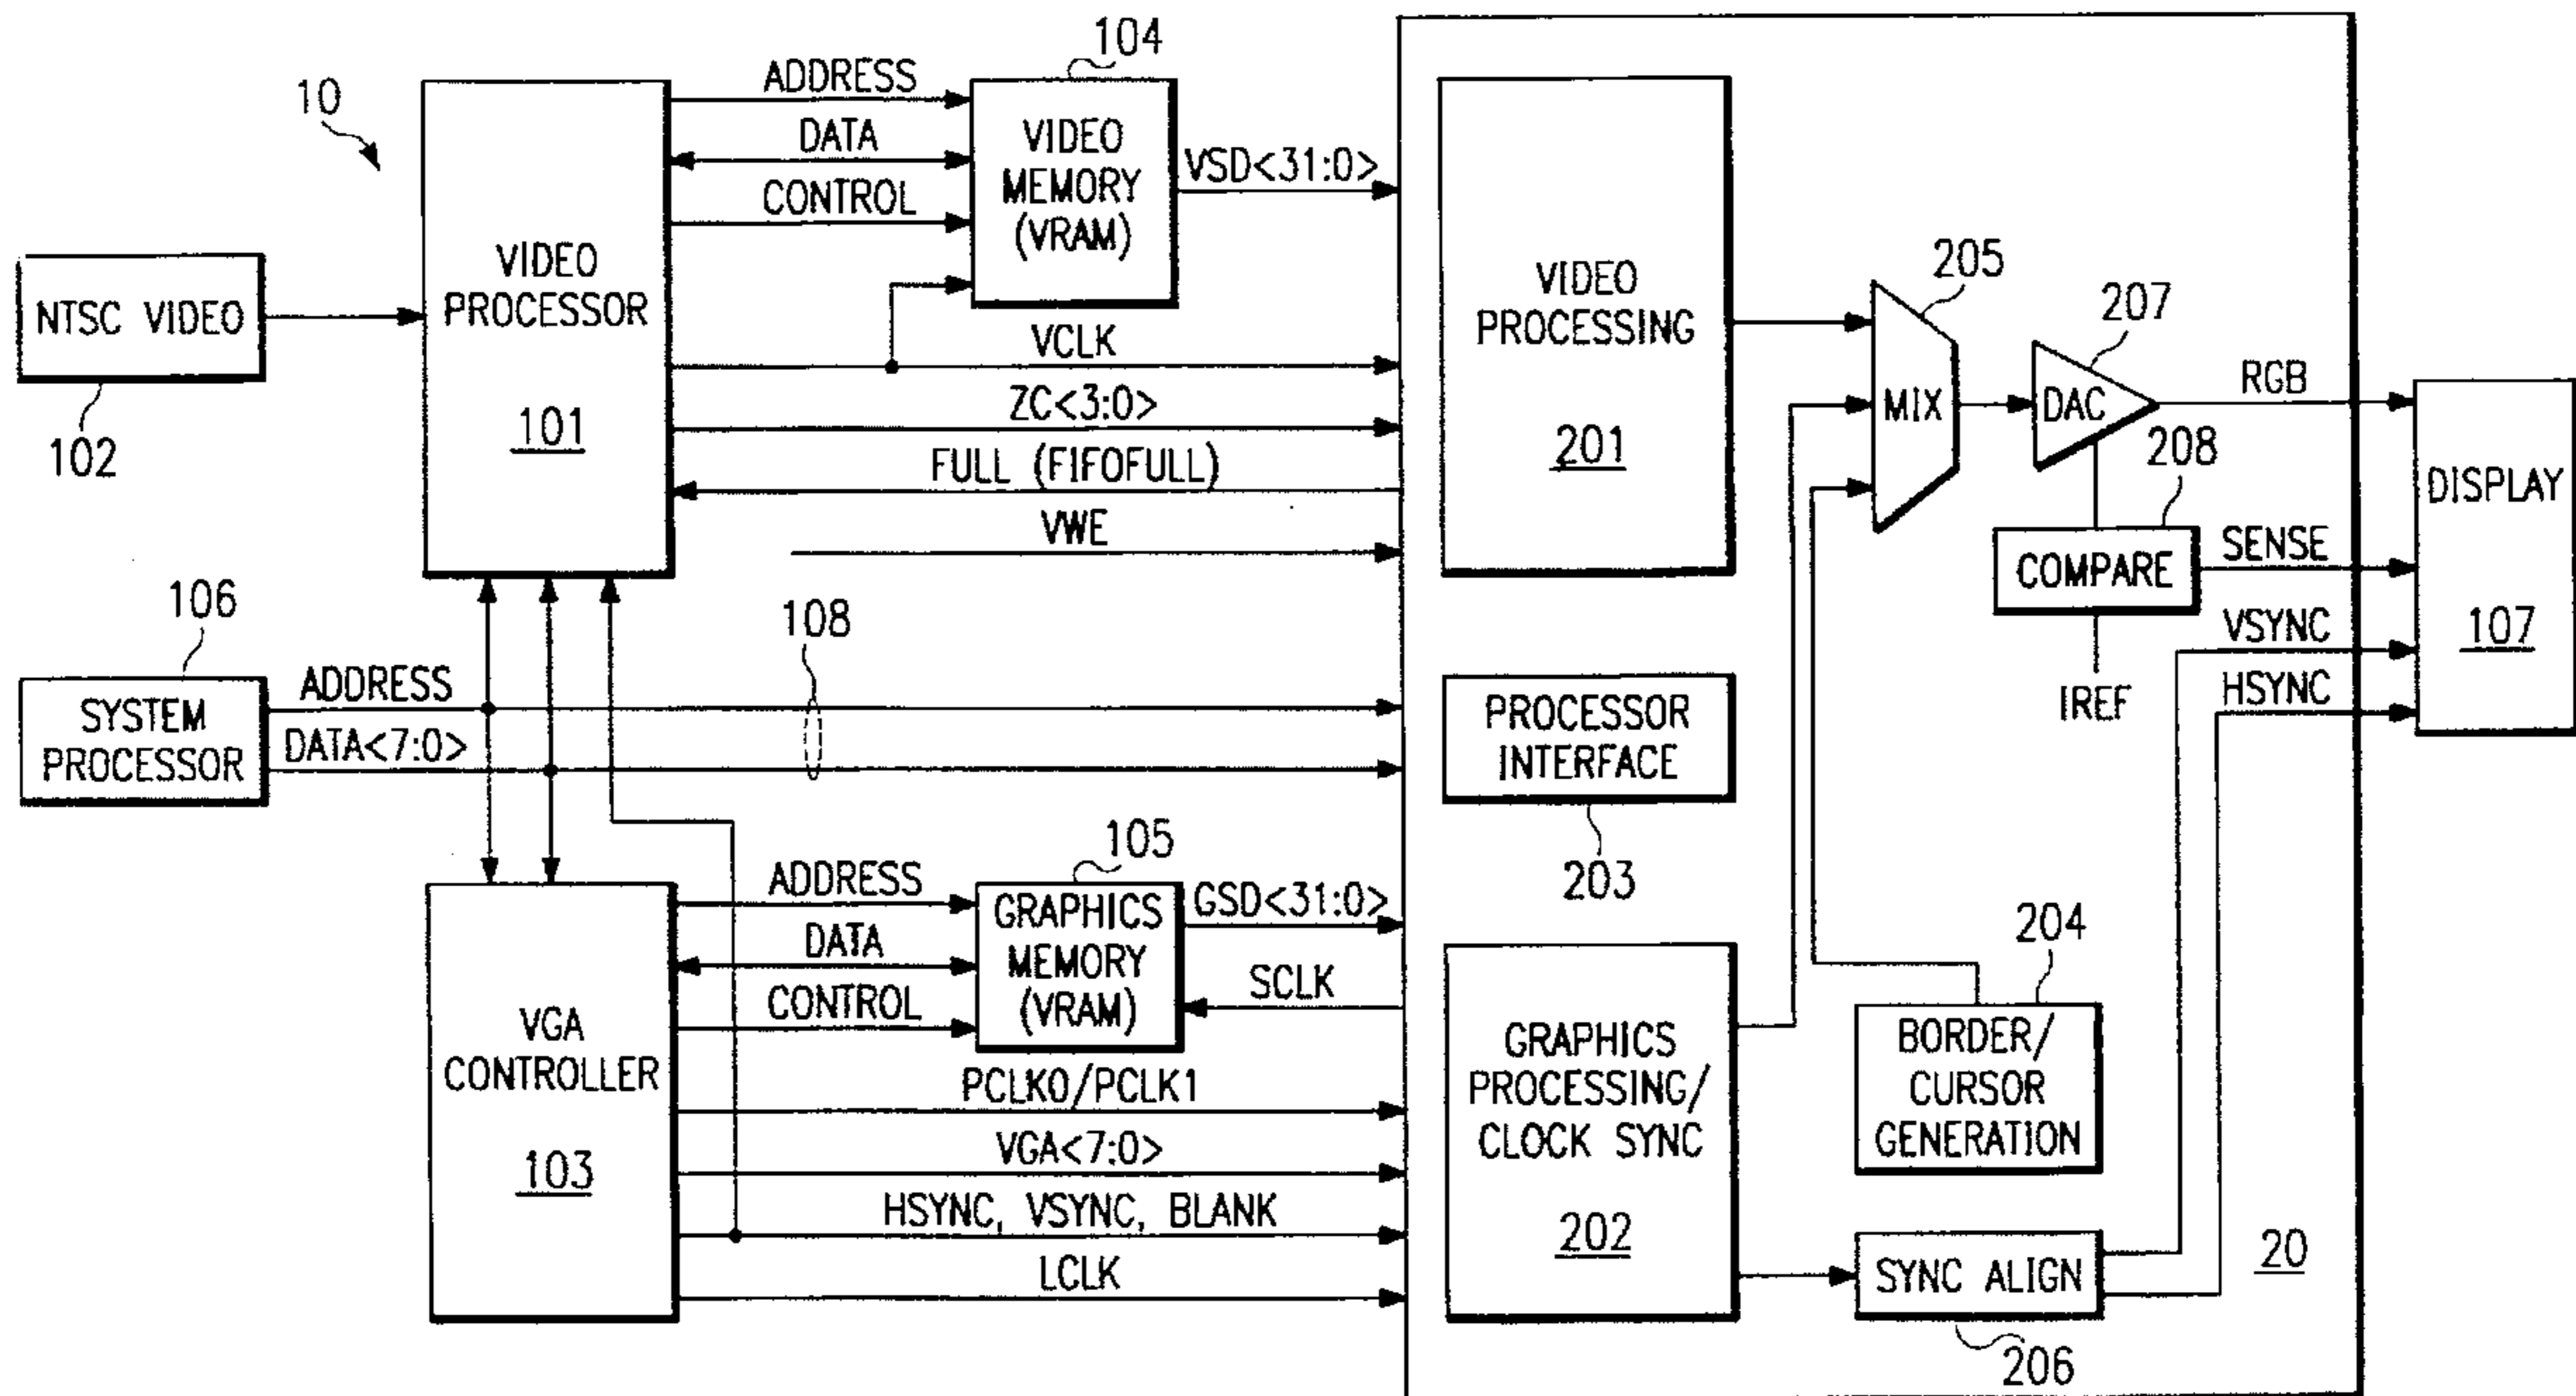 10
NTSC VIDEO
102
VIDEO
PROCESSOR
101
ADDRESS
DATA
CONTROL
104
VIDEO
MEMORY
(VRAM)
VSD<31:0>
VCLK
ZC<3:0>
FULL (FIFOFULL)
VWE
106
SYSTEM
PROCESSOR
ADDRESS
DATA<7:0>
108
VGA
CONTROLLER
103
ADDRESS
DATA
CONTROL
105
GRAPHICS
MEMORY
(VRAM)
GSD<31:0>
SCLK
PCLK0/PCLK1
VGA<7:0>
HSYNC, VSYNC, BLANK
LCLK
VIDEO
PROCESSING
201
PROCESSOR
INTERFACE
203
GRAPHICS
PROCESSING/
CLOCK SYNC
202
205
MIX
207
DAC
208
COMPARE
IREF
204
BORDER/
CURSOR
GENERATION
SYNC ALIGN
206
20
RGB
SENSE
VSYNC
HSYNC
DISPLAY
107